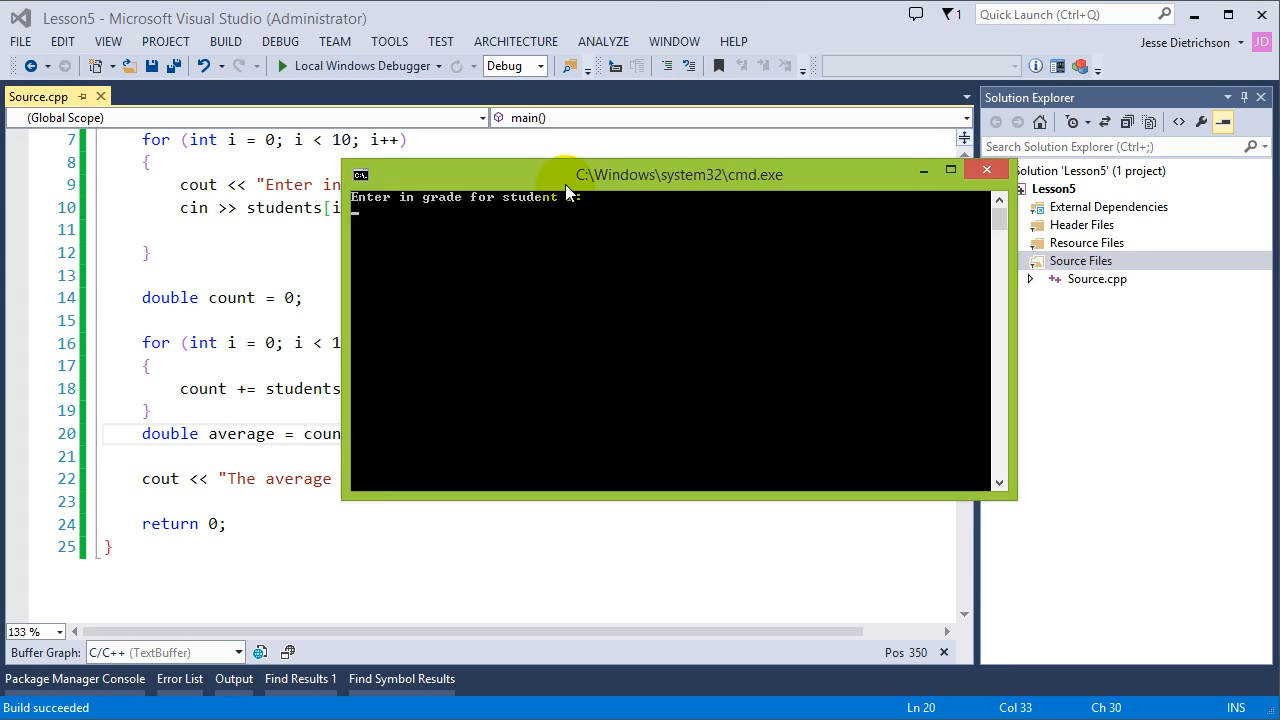 Lesson5 - Microsoft Visual Studio (Administrator)
1
Quick Launch (Ctrl+Q)
FILE EDIT VIEW PROJECT BUILD DEBUG TEAM TOOLS TEST ARCHITECTURE ANALYZE WINDOW HELP
Jesse Dietrichson JD
Local Windows Debugger Debug
Source.cpp
(Global Scope) main()
7 for (int i = 0; i < 10; i++)
8 {
9 cout << "Enter in
10 cin >> students[i
11
12 }
13
14 double count = 0;
15
16 for (int i = 0; i < 1
17 {
18 count += students
19 }
20 double average = coun
21
22 cout << "The average
23
24 return 0;
25 }
C:\Windows\system32\cmd.exe
Enter in grade for student
Solution Explorer
Search Solution Explorer (Ctrl+;)
Solution 'Lesson5' (1 project)
Lesson5
External Dependencies
Header Files
Resource Files
Source Files
Source.cpp
133 %
Buffer Graph: C/C++ (TextBuffer) Pos 350
Package Manager Console Error List Output Find Results 1 Find Symbol Results
Build succeeded Ln 20 Col 33 Ch 30 INS